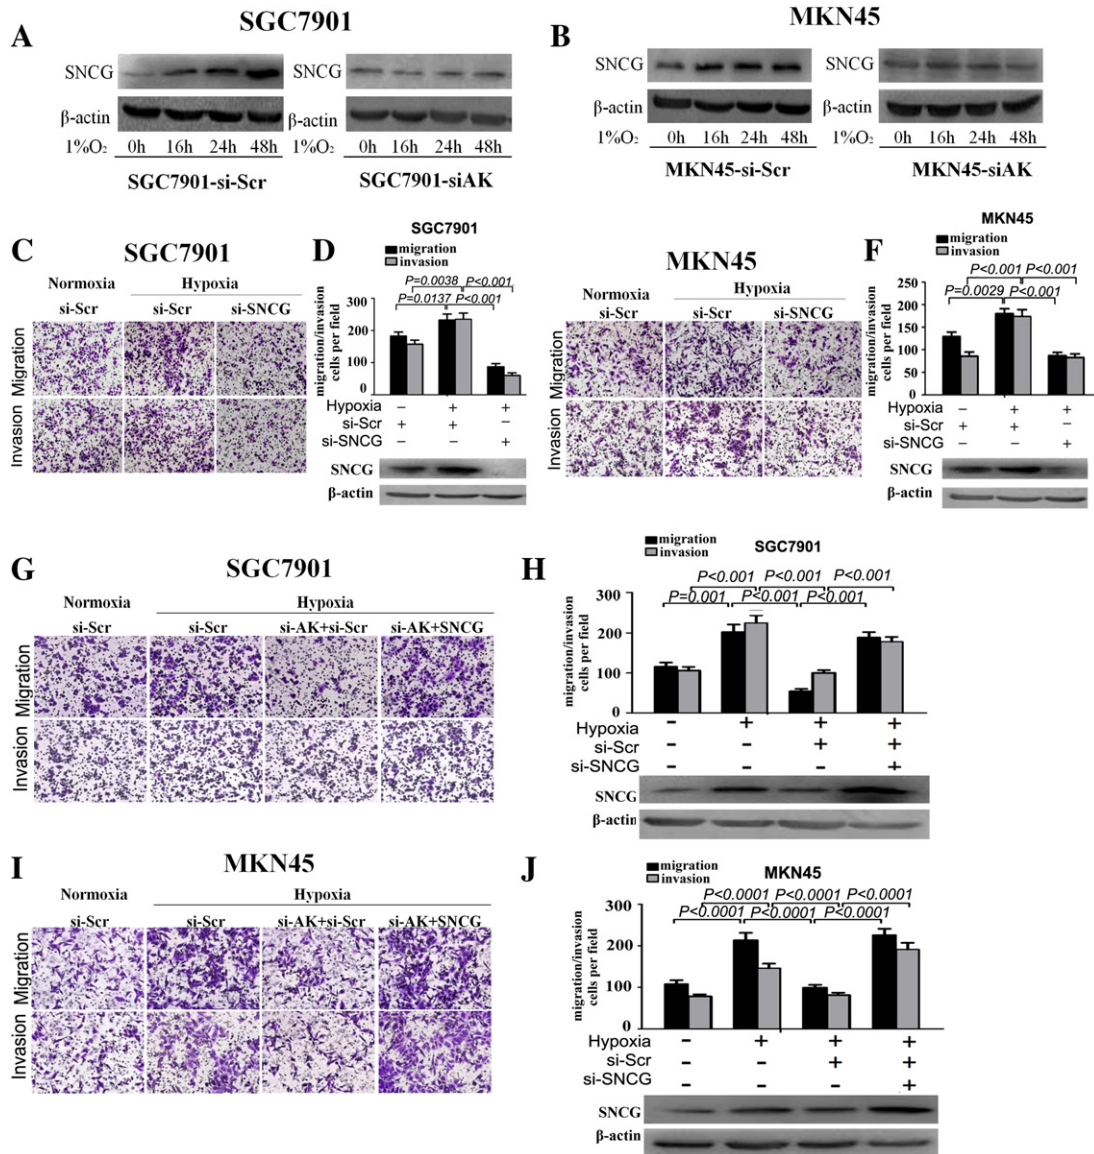 SGC7901
MKN45
A
SNCG
β-actin
1%O₂
0h 16h 24h 48h
SGC7901-si-Scr
SNCG
β-actin
1%O₂
0h 16h 24h 48h
SGC7901-siAK
B
SNCG
β-actin
1%O₂
0h 16h 24h 48h
MKN45-si-Scr
SNCG
β-actin
1%O₂
0h 16h 24h 48h
MKN45-siAK
C
SGC7901
Normoxia
Hypoxia
si-Scr
si-Scr
si-SNCG
Migration
Invasion
D
SGC7901
migration
invasion
P=0.0038
P<0.001
P=0.0137
P<0.001
migration/invasion
cells per field
300
200
100
0
Hypoxia – + +
si-Scr + + –
si-SNCG – – +
SNCG
β-actin
MKN45
Normoxia
Hypoxia
si-Scr
si-Scr
si-SNCG
Migration
Invasion
F
MKN45
migration
invasion
P<0.001
P<0.001
P=0.0029
P<0.001
migration/invasion
cells per field
250
200
150
100
50
0
Hypoxia – + +
si-Scr + + –
si-SNCG – – +
SNCG
β-actin
G
SGC7901
Normoxia
Hypoxia
si-Scr
si-Scr
si-AK+si-Scr
si-AK+SNCG
Migration
Invasion
H
SGC7901
migration
invasion
P<0.001
P<0.001
P<0.001
P=0.001
P<0.001
P<0.001
migration/invasion
cells per field
300
200
100
0
Hypoxia – + + +
si-Scr – – + +
si-SNCG – – – +
SNCG
β-actin
I
MKN45
Normoxia
Hypoxia
si-Scr
si-Scr
si-AK+si-Scr
si-AK+SNCG
Migration
Invasion
J
MKN45
migration
invasion
P<0.0001
P<0.0001
P<0.0001
P<0.0001
P<0.0001
P<0.0001
migration/invasion
cells per field
300
200
100
0
Hypoxia – + + +
si-Scr – – + +
si-SNCG – – – +
SNCG
β-actin